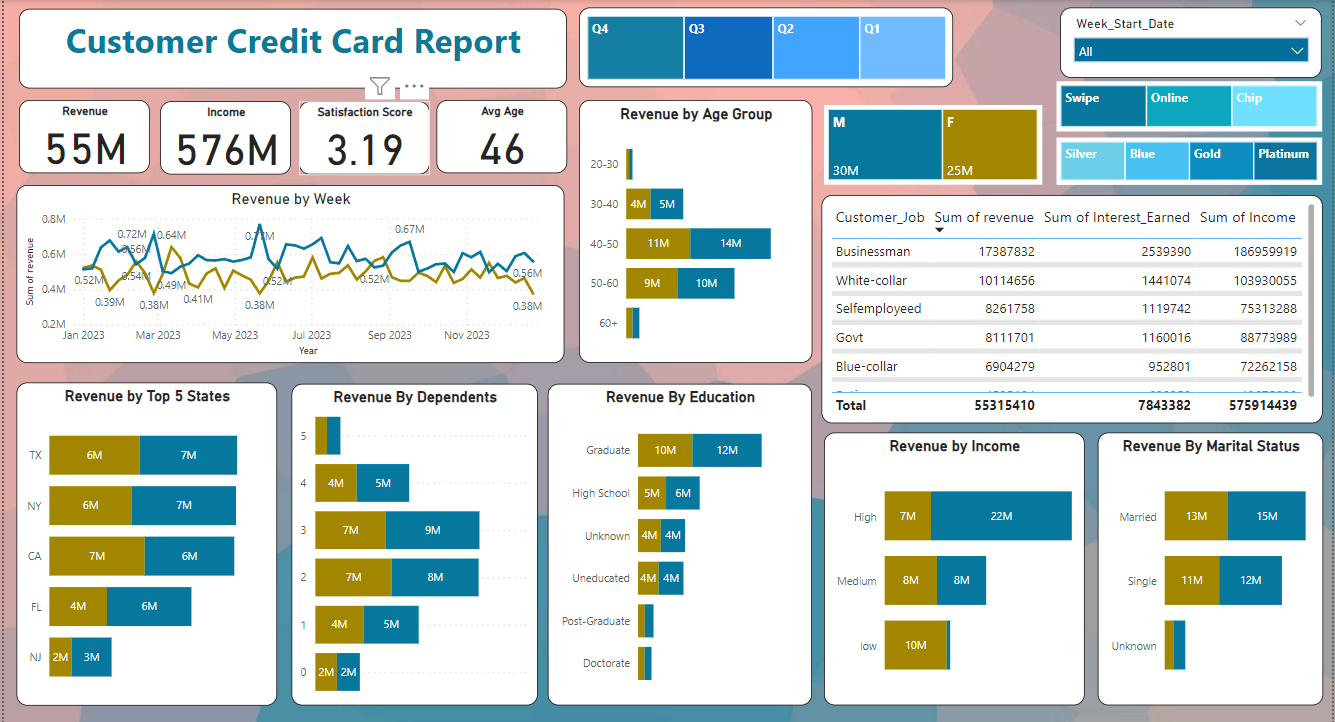 Customer Credit Card Report
Q4
Q3
Q2
Q1
Week_Start_Date
All
Revenue
55M
Income
576M
Satisfaction Score
3.19
Avg Age
46
Swipe
Online
Chip
Silver
Blue
Gold
Platinum
M
30M
F
25M
Revenue by Week
Sum of revenue
0.8M
0.6M
0.4M
0.2M
0.52M
0.39M
0.72M
0.56M
0.54M
0.38M
0.64M
0.49M
0.41M
0.77M
0.38M
0.52M
0.52M
0.67M
0.56M
0.38M
Jan 2023
Mar 2023
May 2023
Jul 2023
Sep 2023
Nov 2023
Year
Revenue by Age Group
20-30
30-40 4M 5M
40-50 11M 14M
50-60 9M 10M
60+
Customer_Job Sum of revenue Sum of Interest_Earned Sum of Income
Businessman 17387832 2539390 186959919
White-collar 10114656 1441074 103930055
Selfemployeed 8261758 1119742 75313288
Govt 8111701 1160016 88773989
Blue-collar 6904279 952801 72262158
Total 55315410 7843382 575914439
Revenue by Top 5 States
TX 6M 7M
NY 6M 7M
CA 7M 6M
FL 4M 6M
NJ 2M 3M
Revenue By Dependents
5
4 4M 5M
3 7M 9M
2 7M 8M
1 4M 5M
0 2M 2M
Revenue By Education
Graduate 10M 12M
High School 5M 6M
Unknown 4M 4M
Uneducated 4M 4M
Post-Graduate
Doctorate
Revenue by Income
High 7M 22M
Medium 8M 8M
low 10M
Revenue By Marital Status
Married 13M 15M
Single 11M 12M
Unknown